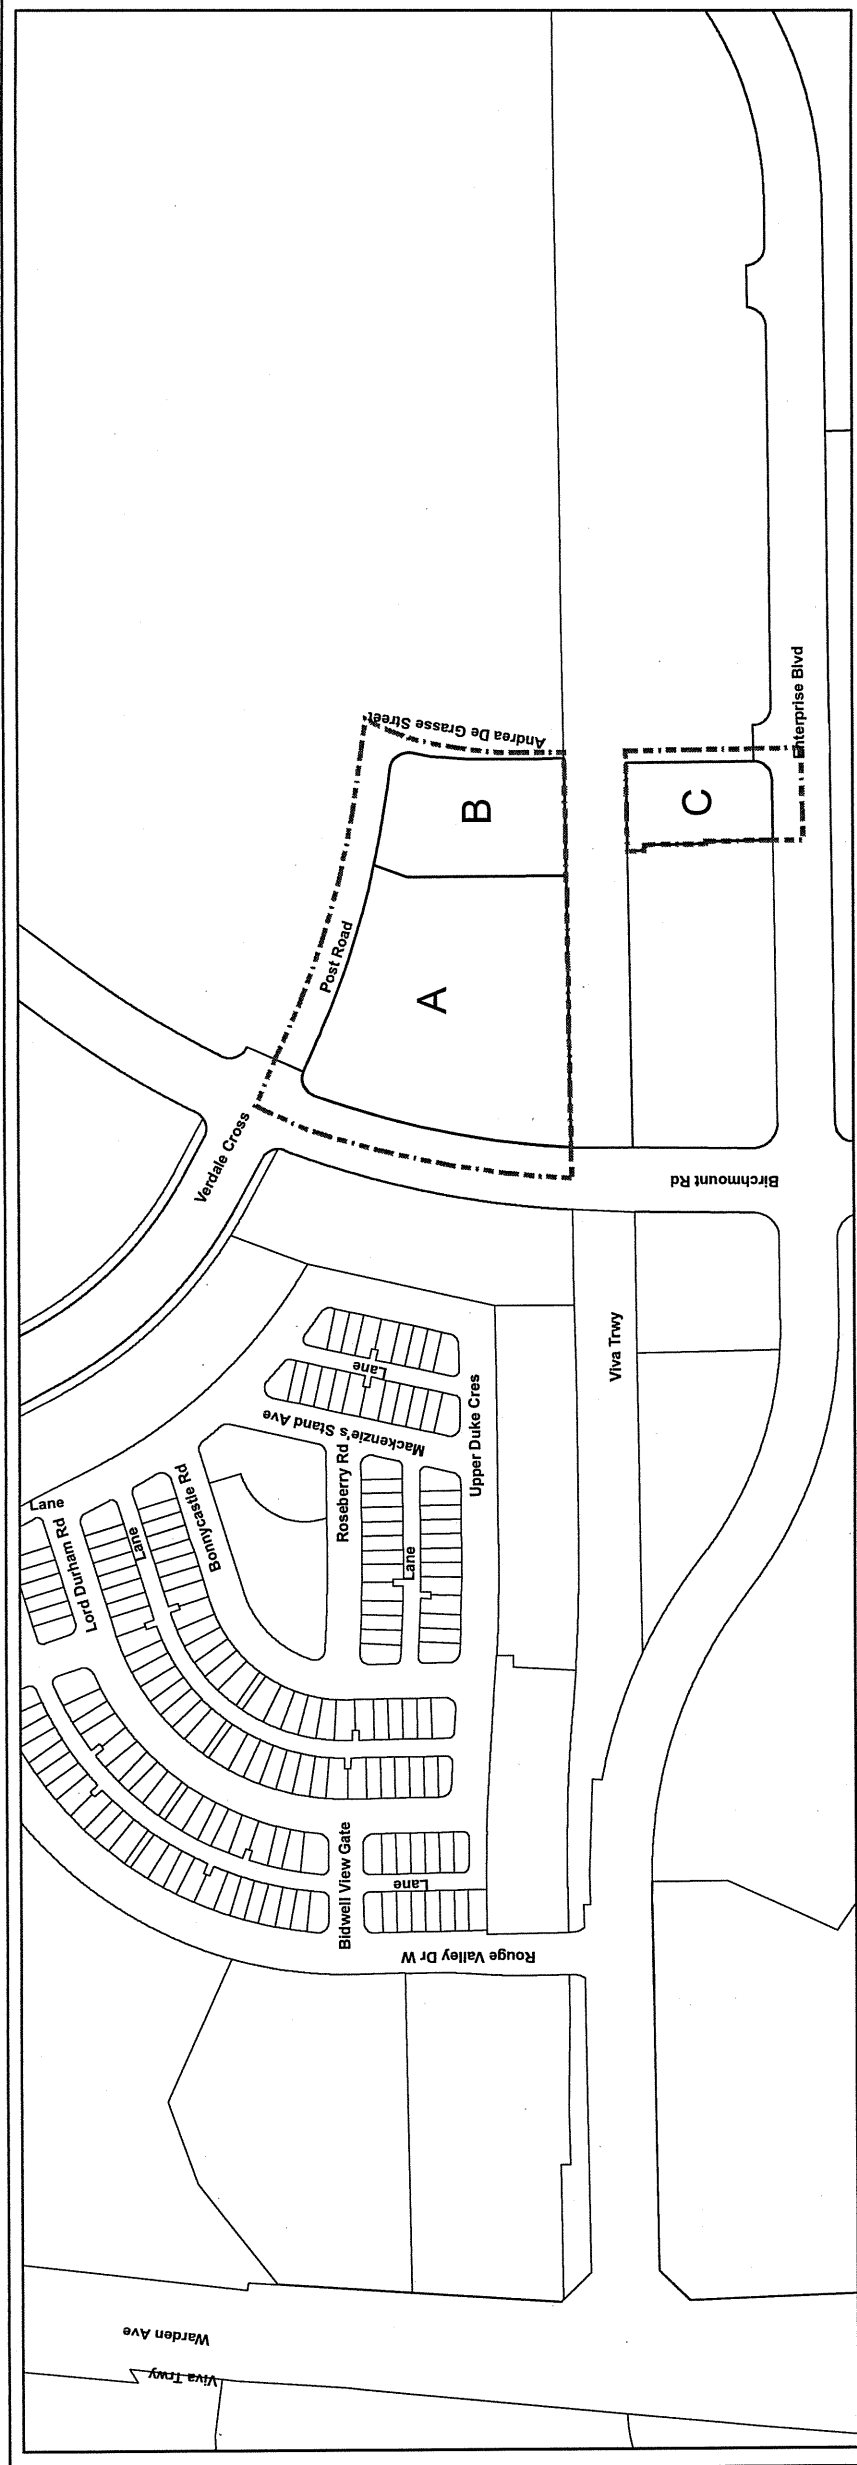 Andrea De Grasse Street
Enterprise Blvd
B
C
Post Road
A
Verdale Cross
Birchmount Rd
Viva Trwy
Lane
Mackenzie's Stand Ave
Upper Duke Cres
Roseberry Rd
Lane
Bonnycastle Rd
Lane
Lord Durham Rd
Lane
Bidwell View Gate
Lane
Rouge Valley Dr W
Warden Ave
Viva Trwy